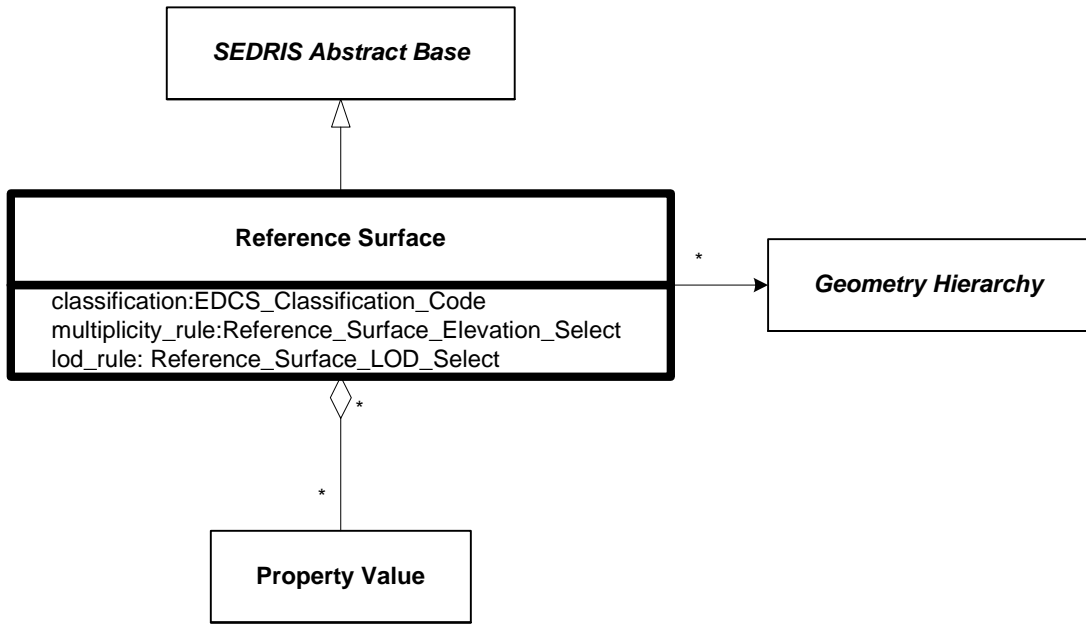 SEDRIS Abstract Base
Reference Surface
classification:EDCS_Classification_Code
multiplicity_rule:Reference_Surface_Elevation_Select
lod_rule: Reference_Surface_LOD_Select
*
Geometry Hierarchy
*
*
Property Value